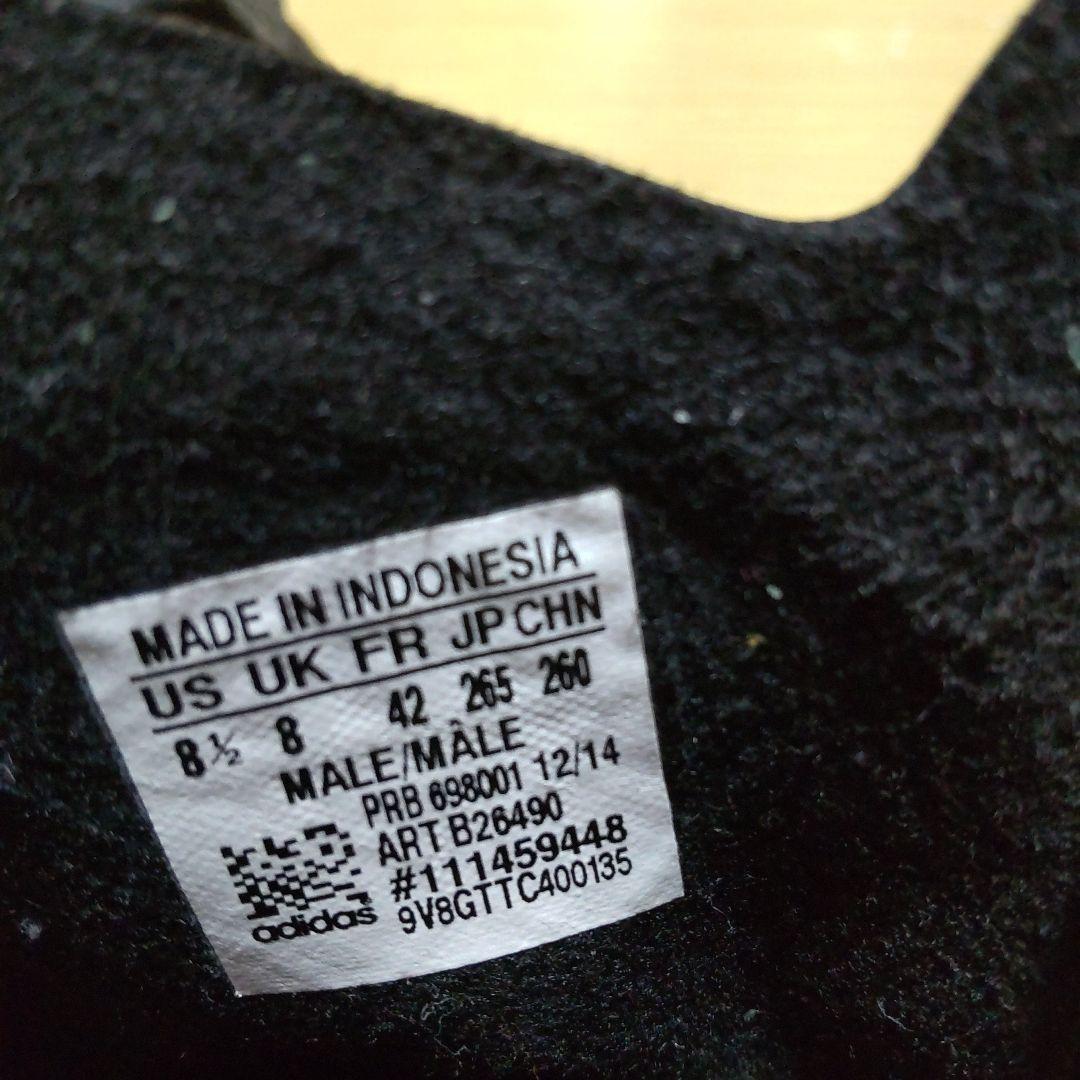 MADE IN INDONESIA
US UK FR JP CHN
8½ 8 42 265 260
MALE/MÂLE
PRB 698001 12/14
ART B26490
#111459448
9V8GTTC400135
adidas